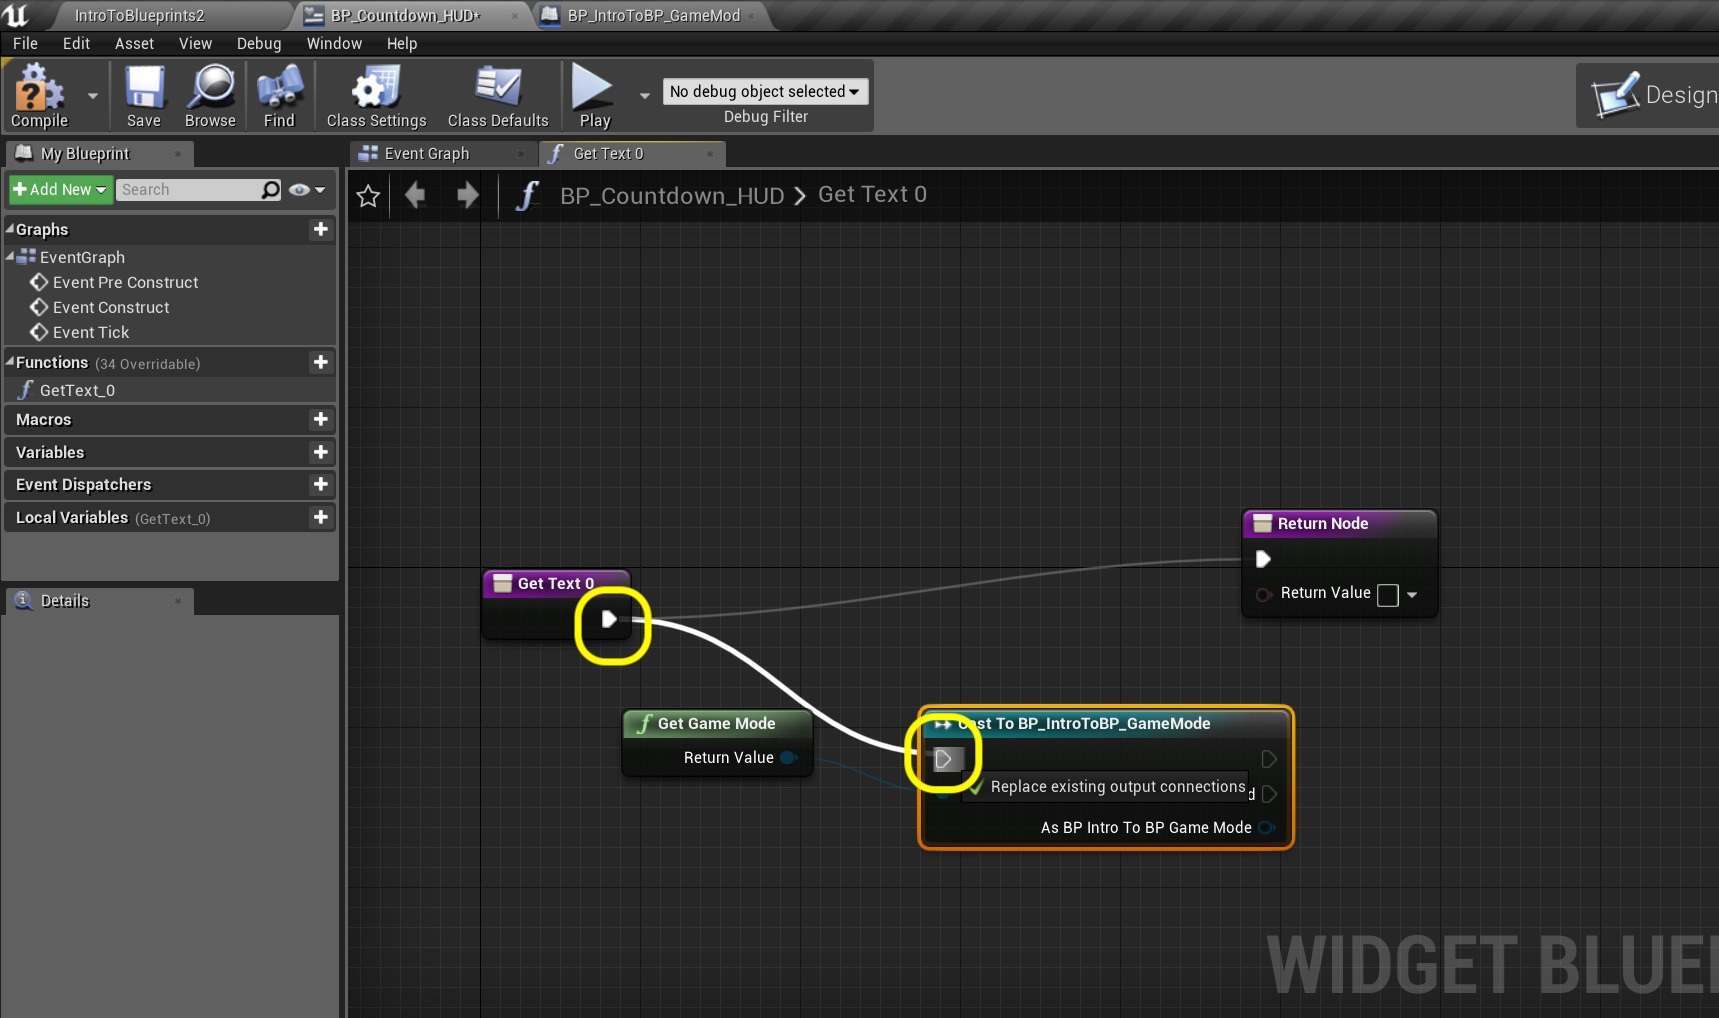 IntroToBlueprints2
BP_Countdown_HUD*
BP_IntroToBP_GameMod
File Edit Asset View Debug Window Help
Compile
Save
Browse
Find
Class Settings
Class Defaults
Play
No debug object selected
Debug Filter
Design
My Blueprint
Event Graph
Get Text 0
Add New
Search
BP_Countdown_HUD > Get Text 0
Graphs
EventGraph
Event Pre Construct
Event Construct
Event Tick
Functions (34 Overridable)
GetText_0
Macros
Variables
Event Dispatchers
Local Variables (GetText_0)
Details
Return Node
Return Value
Get Text 0
Get Game Mode
Return Value
Cast To BP_IntroToBP_GameMode
Replace existing output connections
d
As BP Intro To BP Game Mode
WIDGET BLUE